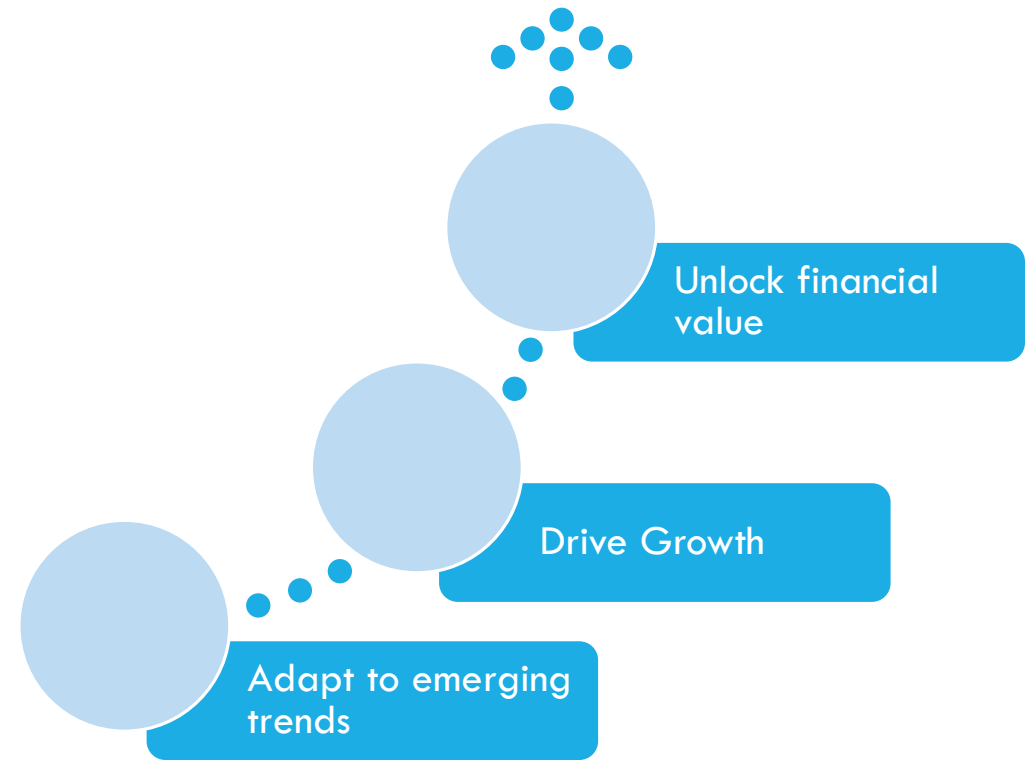 Unlock financial
value
Drive Growth
Adapt to emerging
trends